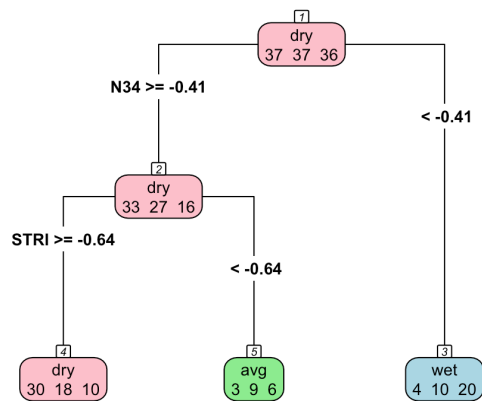 1
dry
37 37 36
N34 >= -0.41
< -0.41
2
dry
33 27 16
STRI >= -0.64
< -0.64
4
dry
30 18 10
5
avg
3 9 6
3
wet
4 10 20